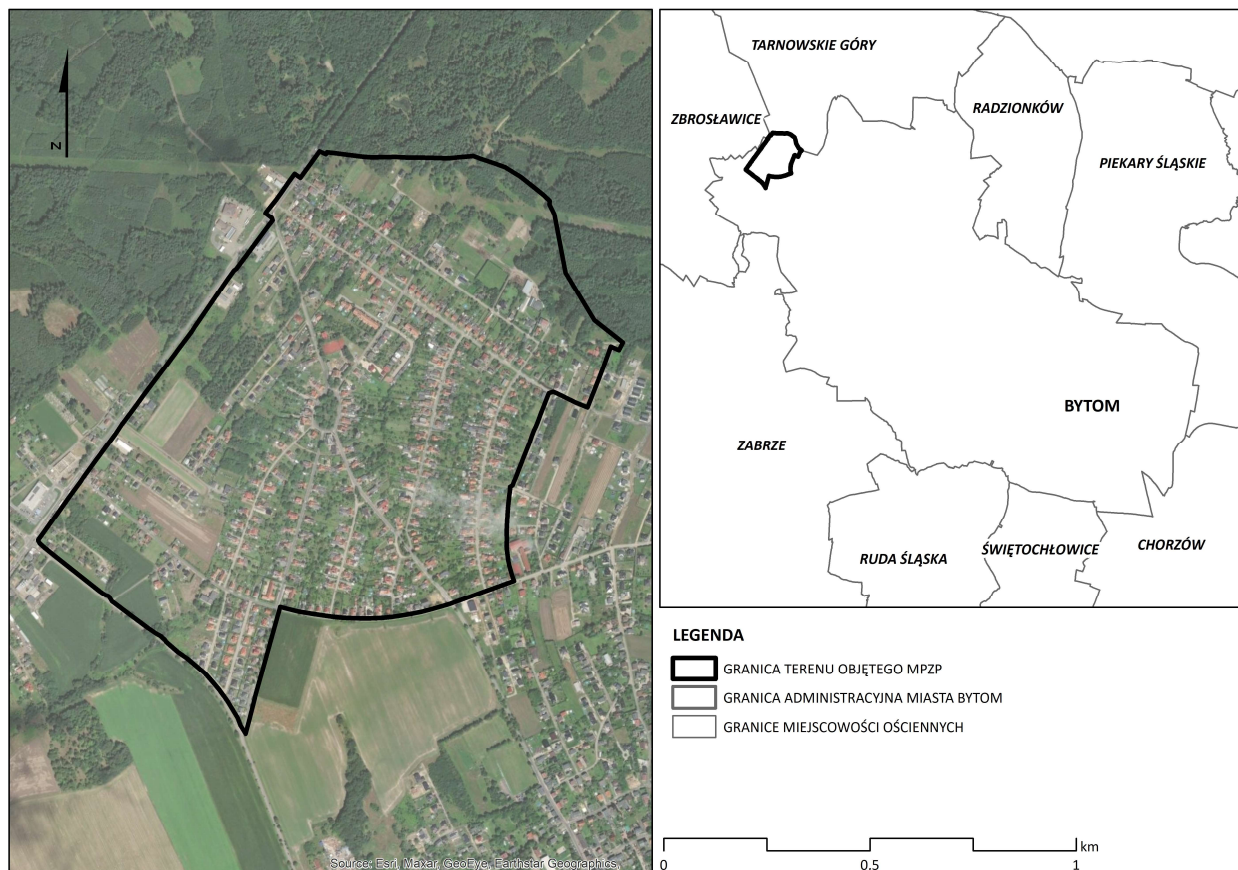 N
Source: Esri, Maxar, GeoEye, Earthstar Geographics,
TARNOWSKIE GÓRY
RADZIONKÓW
ZBROSŁAWICE
PIEKARY ŚLĄSKIE
BYTOM
ZABRZE
RUDA ŚLĄSKA
ŚWIĘTOCHŁOWICE
CHORZÓW
LEGENDA
GRANICA TERENU OBJĘTEGO MPZP
GRANICA ADMINISTRACYJNA MIASTA BYTOM
GRANICE MIEJSCOWOŚCI OŚCIENNYCH
km
0 0,5 1